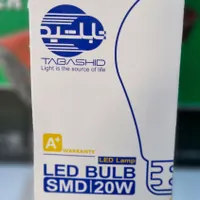 تابشید
TABASHID
Light is the source of life
A+
WARRANTY
LED Lamp
LED BULB
SMD 20W